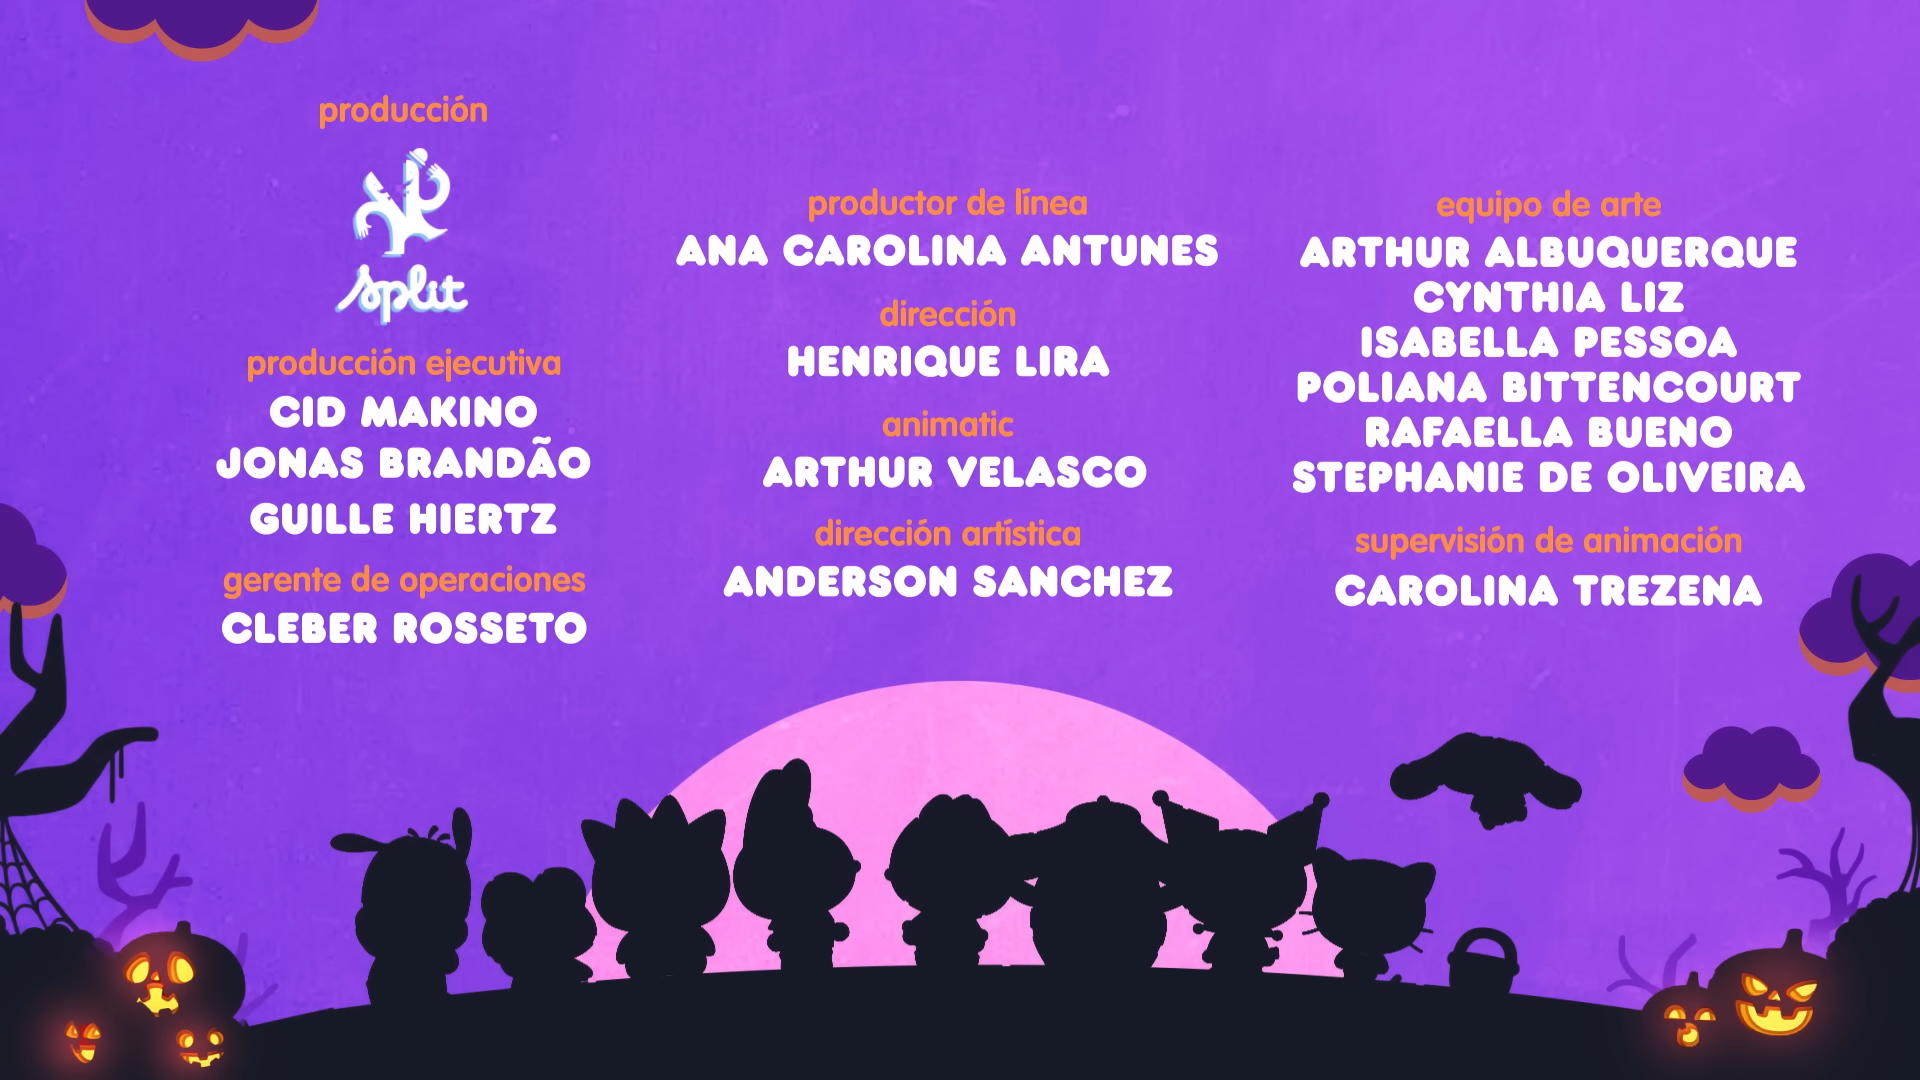 producción
split
producción ejecutiva
CID MAKINO
JONAS BRANDÃO
GUILLE HIERTZ
gerente de operaciones
CLEBER ROSSETO
productor de línea
ANA CAROLINA ANTUNES
dirección
HENRIQUE LIRA
animatic
ARTHUR VELASCO
dirección artística
ANDERSON SANCHEZ
equipo de arte
ARTHUR ALBUQUERQUE
CYNTHIA LIZ
ISABELLA PESSOA
POLIANA BITTENCOURT
RAFAELLA BUENO
STEPHANIE DE OLIVEIRA
supervisión de animación
CAROLINA TREZENA